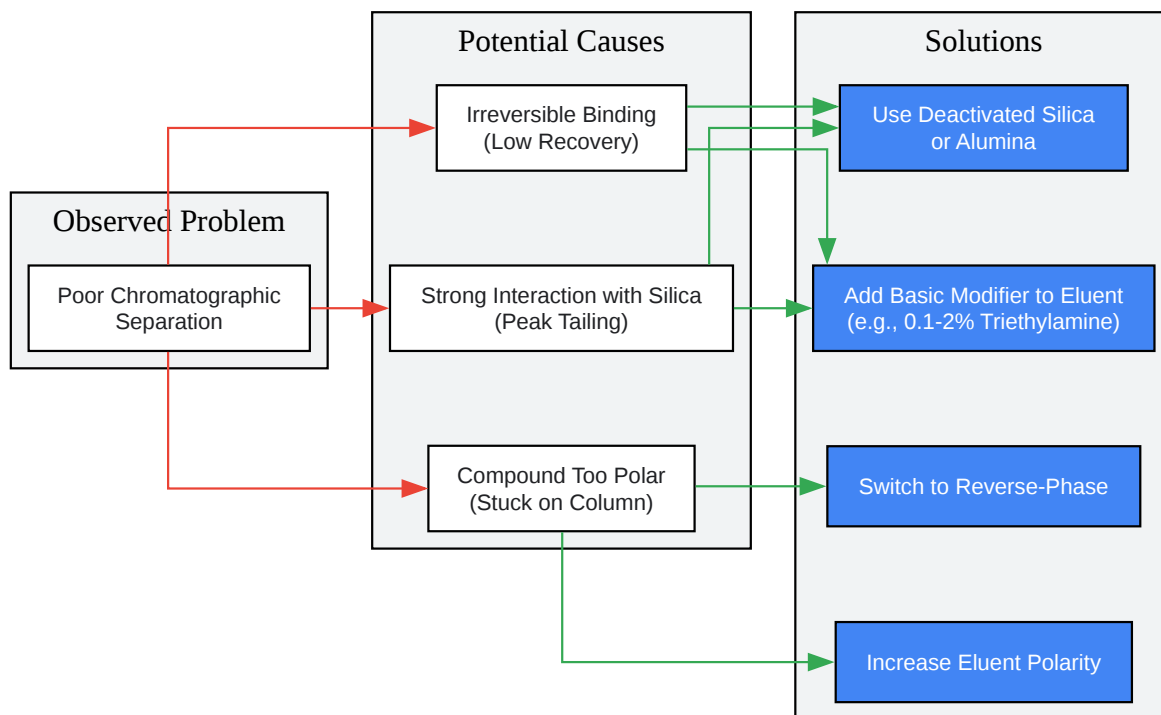 Observed Problem
Poor Chromatographic
Separation
Potential Causes
Irreversible Binding
(Low Recovery)
Strong Interaction with Silica
(Peak Tailing)
Compound Too Polar
(Stuck on Column)
Solutions
Use Deactivated Silica
or Alumina
Add Basic Modifier to Eluent
(e.g., 0.1-2% Triethylamine)
Switch to Reverse-Phase
Increase Eluent Polarity